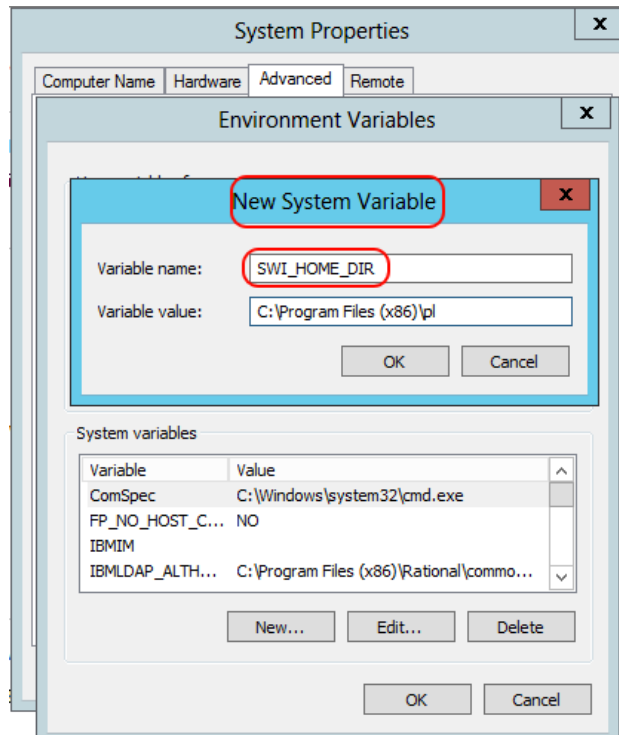 System Properties
X
Computer Name Hardware Advanced Remote
Environment Variables
X
New System Variable
X
Variable name: SWI_HOME_DIR
Variable value: C:\Program Files (x86)\pl
OK Cancel
System variables
Variable Value
ComSpec C:\Windows\system32\cmd.exe
FP_NO_HOST_C... NO
IBMIM
IBMLDAP_ALTH... C:\Program Files (x86)\Rational\commo...
New... Edit... Delete
OK Cancel